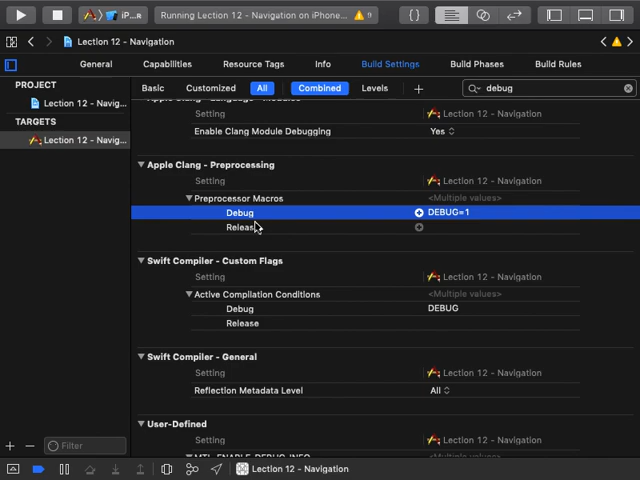 iP...R
Running Lection 12 - Navigation on iPhone...
{ }
Lection 12 - Navigation
General
Capabilities
Resource Tags
Info
Build Settings
Build Phases
Build Rules
PROJECT
Lection 12 - Navig...
TARGETS
Lection 12 - Navig...
Basic
Customized
All
Combined
Levels
+
debug
Setting
Lection 12 - Navigation
Enable Clang Module Debugging
Yes
Apple Clang - Preprocessing
Setting
Lection 12 - Navigation
Preprocessor Macros
<Multiple values>
Debug
DEBUG=1
Release
Swift Compiler - Custom Flags
Setting
Lection 12 - Navigation
Active Compilation Conditions
<Multiple values>
Debug
DEBUG
Release
Swift Compiler - General
Setting
Lection 12 - Navigation
Reflection Metadata Level
All
User-Defined
Setting
Lection 12 - Navigation
MTL_ENABLE_DEBUG_INFO
<Multiple values>
Filter
Lection 12 - Navigation